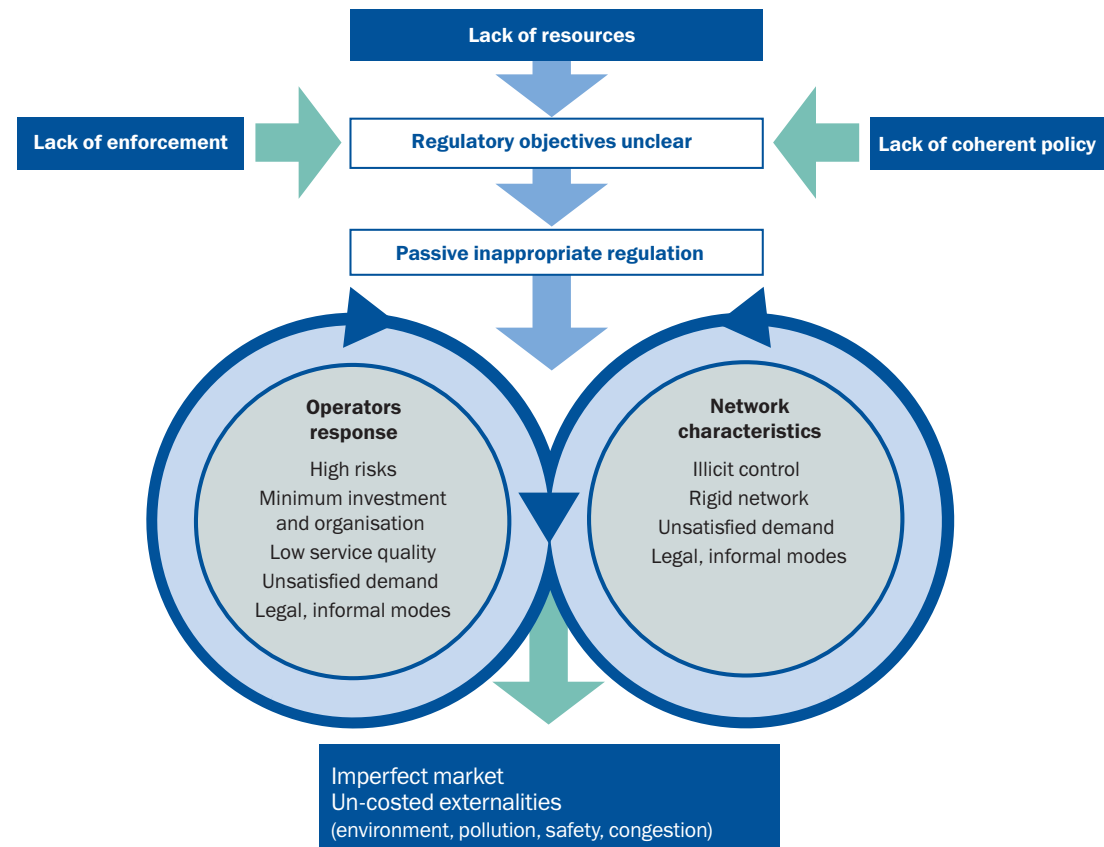 Lack of resources
Lack of enforcement
Regulatory objectives unclear
Lack of coherent policy
Passive inappropriate regulation
Operators
response
High risks
Minimum investment
and organisation
Low service quality
Unsatisfied demand
Legal, informal modes
Network
characteristics
Illicit control
Rigid network
Unsatisfied demand
Legal, informal modes
Imperfect market
Un-costed externalities
(environment, pollution, safety, congestion)